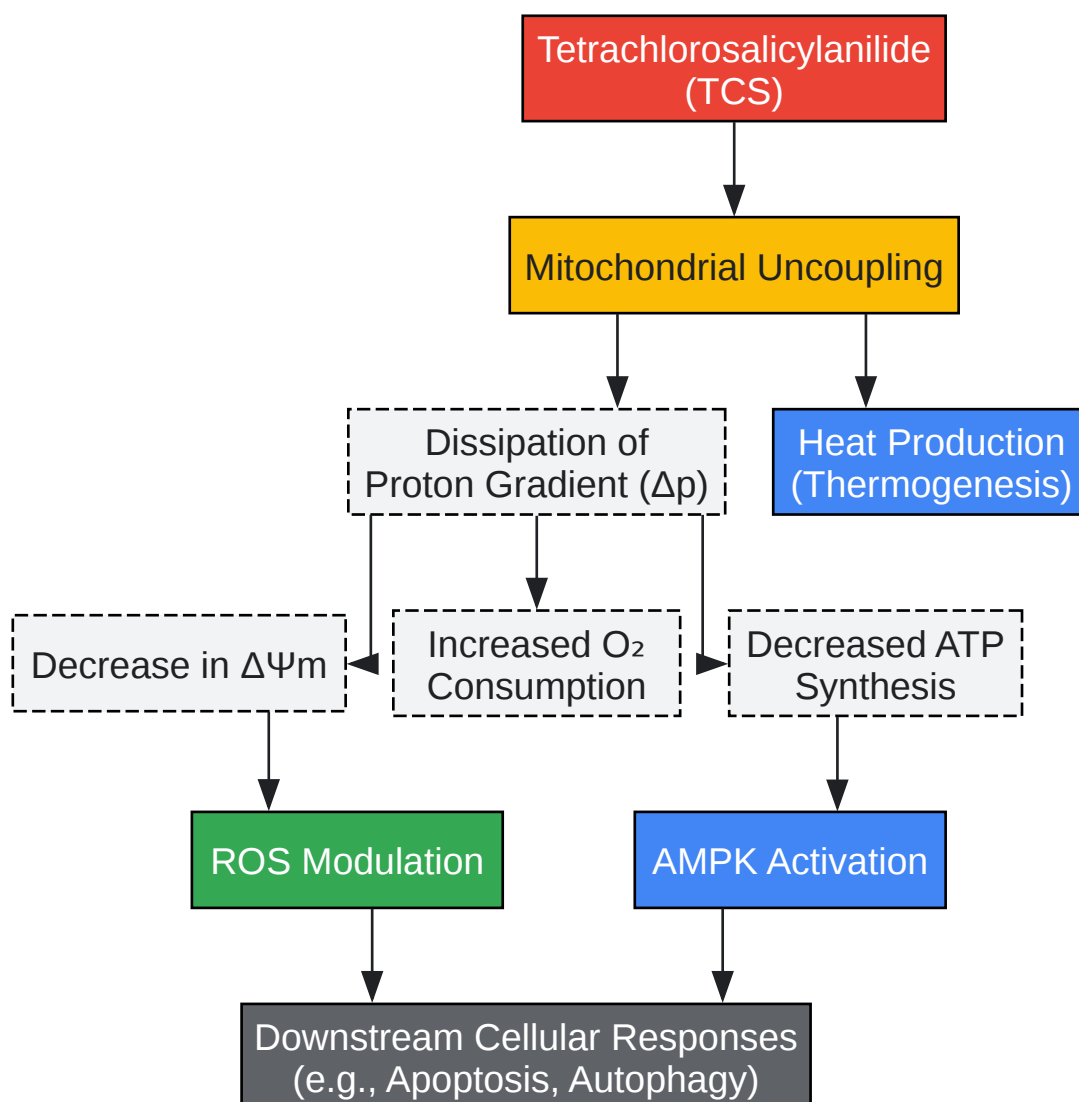 Tetrachlorosalicylanilide
(TCS)
Mitochondrial Uncoupling
Dissipation of
Proton Gradient (Δp)
Heat Production
(Thermogenesis)
Decrease in ΔΨm
Increased O₂
Consumption
Decreased ATP
Synthesis
ROS Modulation
AMPK Activation
Downstream Cellular Responses
(e.g., Apoptosis, Autophagy)